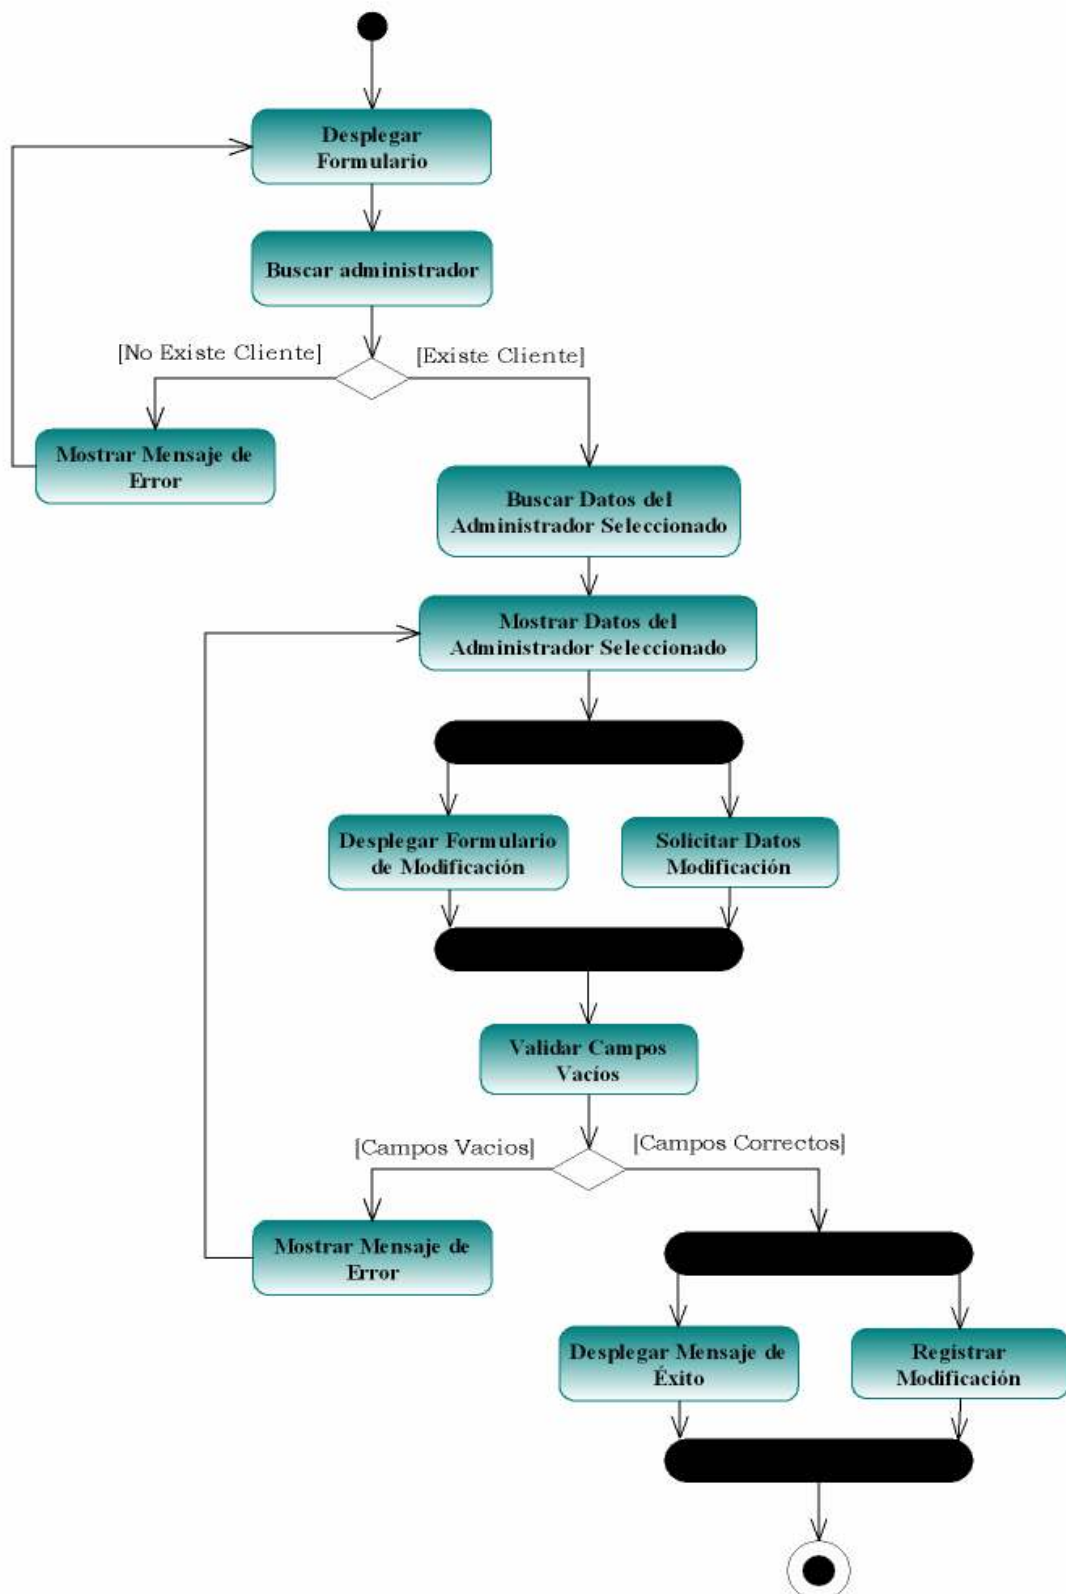 Desplegar
Formulario
Buscar administrador
[No Existe Cliente]
[Existe Cliente]
Mostrar Mensaje de
Error
Buscar Datos del
Administrador Seleccionado
Mostrar Datos del
Administrador Seleccionado
Desplegar Formulario
de Modificación
Solicitar Datos
Modificación
Validar Campos
Vacíos
[Campos Vacios]
[Campos Correctos]
Mostrar Mensaje de
Error
Desplegar Mensaje de
Éxito
Registrar
Modificación